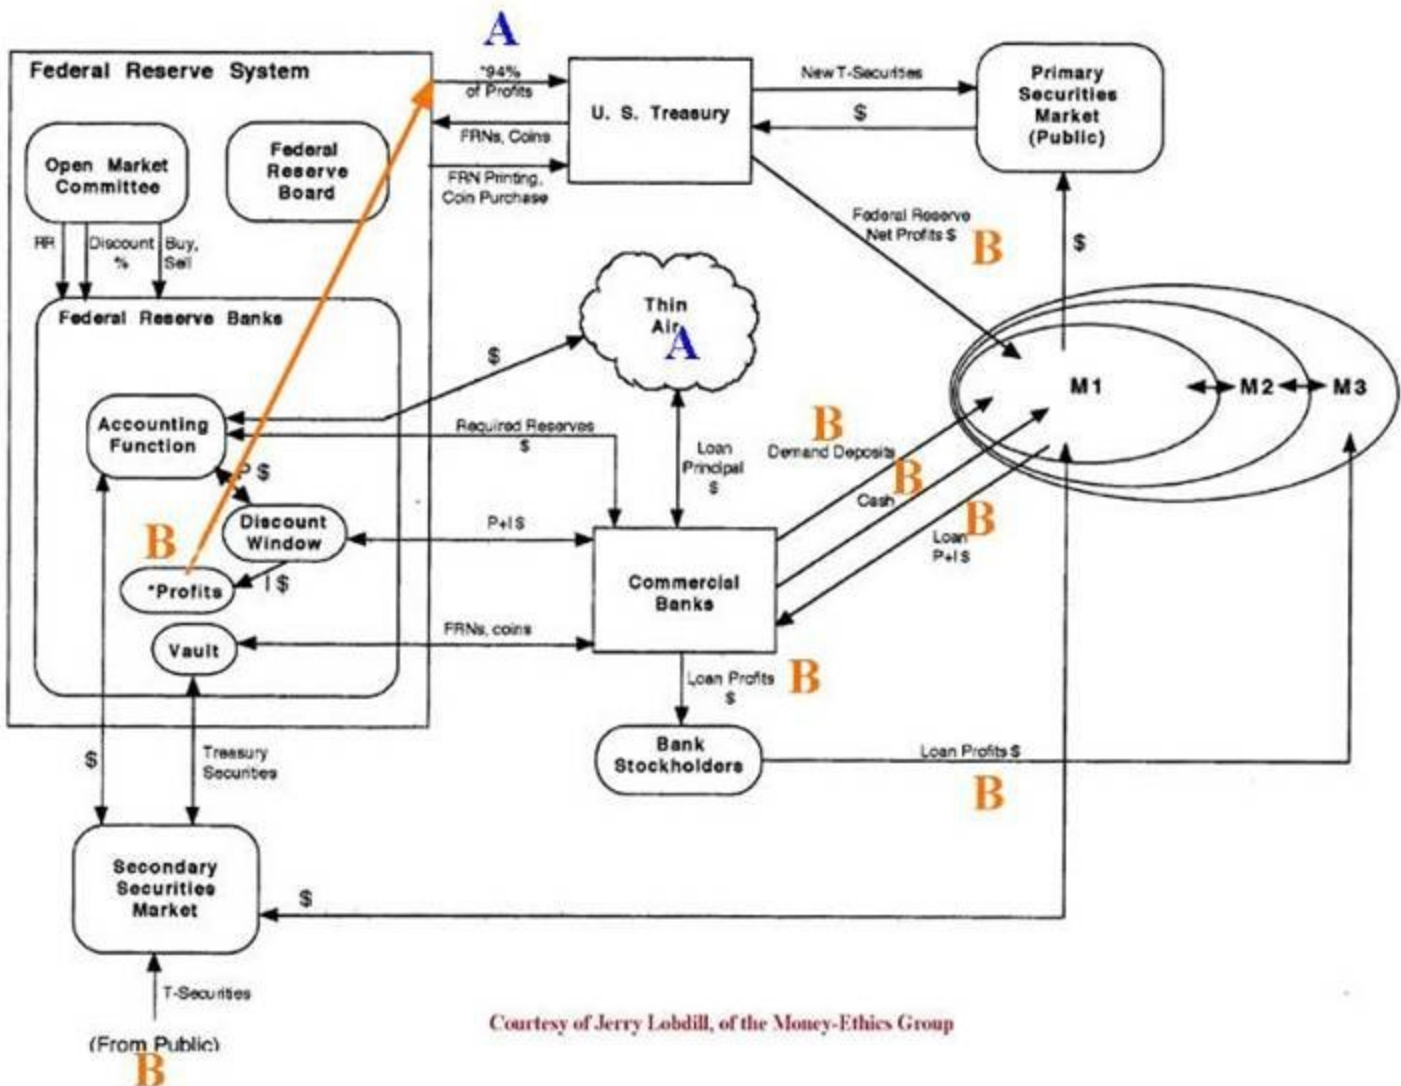 A
Federal Reserve System
*94%
of Profits
U. S. Treasury
New T-Securities
$
Primary
Securities
Market
(Public)
FRNs, Coins
FRN Printing,
Coin Purchase
Open Market
Committee
Federal
Reserve
Board
RR
Discount
%
Buy,
Sell
Federal Reserve
Net Profits $
B
$
Thin
Air
A
Federal Reserve Banks
$
M1
M2
M3
Accounting
Function
Required Reserves
$
Loan
Principal
$
B
Demand Deposits
B
Cash
B
Loan
P+I $
P $
Discount
Window
P+I $
B
*Profits
I $
Commercial
Banks
Vault
FRNs, coins
Loan Profits
$
B
Bank
Stockholders
Loan Profits $
B
$
Treasury
Securities
Secondary
Securities
Market
$
T-Securities
(From Public)
B
Courtesy of Jerry Lobdill, of the Money-Ethics Group